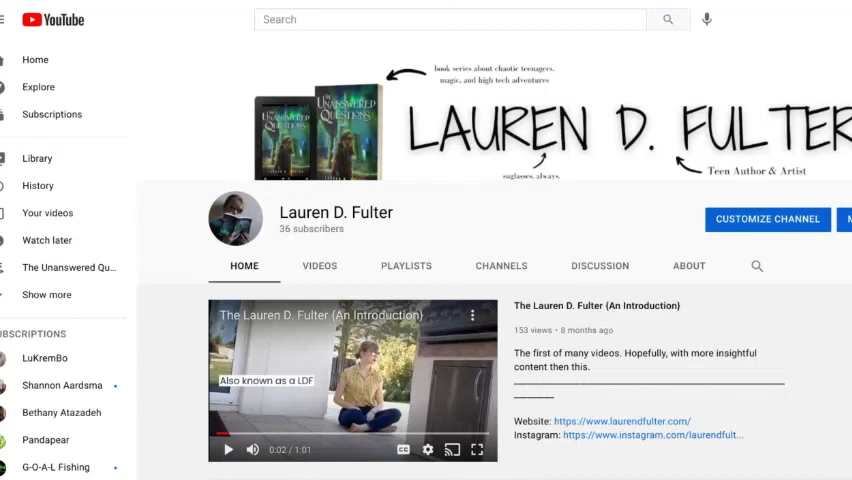 YouTube
Search
Home
Explore
Subscriptions
Library
History
Your videos
Watch later
The Unanswered Qu...
Show more
UBSCRIPTIONS
LuKremBo
Shannon Aardsma
Bethany Atazadeh
Pandapear
G-O-A-L Fishing
book series about chaotic teenagers,
magic, and high tech adventures
UNANSWERED
QUESTIONS
UNANSWERED
QUESTIONS
LAUREN D. FULTER
Teen Author & Artist
Lauren D. Fulter
36 subscribers
CUSTOMIZE CHANNEL
HOME VIDEOS PLAYLISTS CHANNELS DISCUSSION ABOUT
The Lauren D. Fulter {An Introduction}
Also known as a LDF
0:02 / 1:01
The Lauren D. Fulter {An Introduction}
153 views • 8 months ago
The first of many videos. Hopefully, with more insightful
content then this.
Website: https://www.laurendfulter.com/
Instagram: https://www.instagram.com/laurendfult...